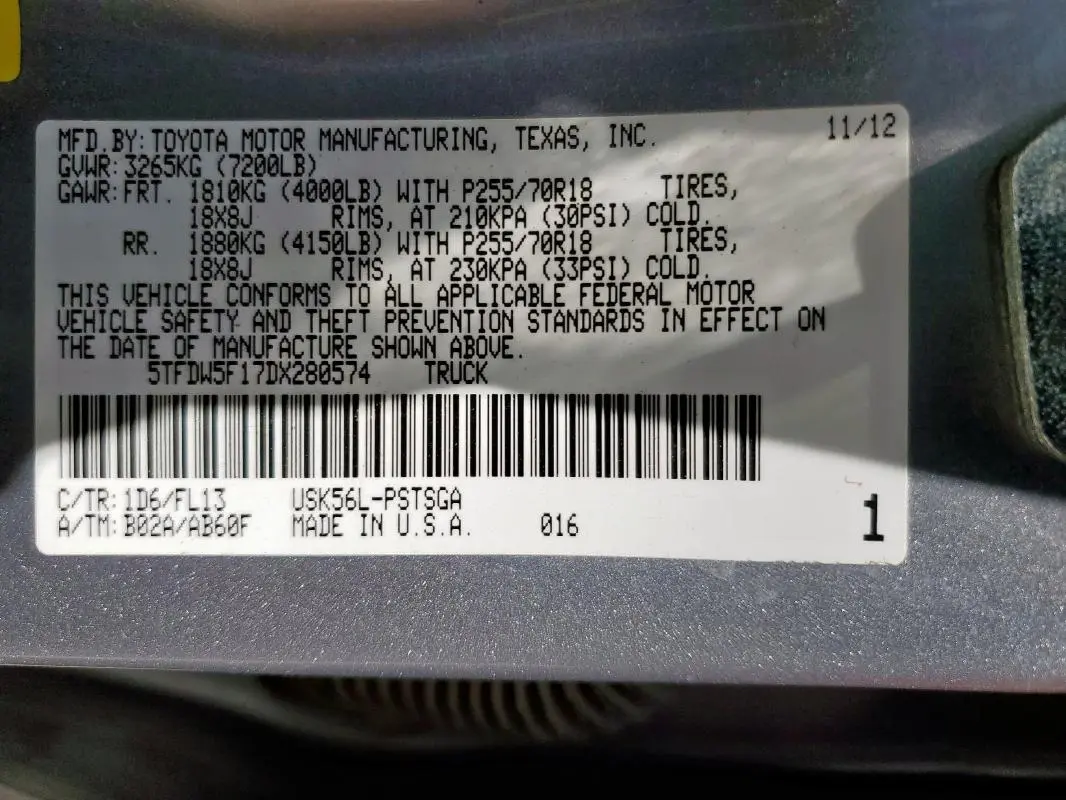 MFD.BY:TOYOTA MOTOR MANUFACTURING, TEXAS, INC. 11/12
GVWR:3265KG (7200LB)
GAWR:FRT. 1810KG (4000LB) WITH P255/70R18 TIRES,
18X8J RIMS, AT 210KPA (30PSI) COLD.
RR. 1880KG (4150LB) WITH P255/70R18 TIRES,
18X8J RIMS, AT 230KPA (33PSI) COLD.
THIS VEHICLE CONFORMS TO ALL APPLICABLE FEDERAL MOTOR
VEHICLE SAFETY AND THEFT PREVENTION STANDARDS IN EFFECT ON
THE DATE OF MANUFACTURE SHOWN ABOVE.
5TFDW5F17DX280574 TRUCK
C/TR:1D6/FL13 USK56L-PSTSGA
A/TM:B02A/AB60F MADE IN U.S.A. 016 1